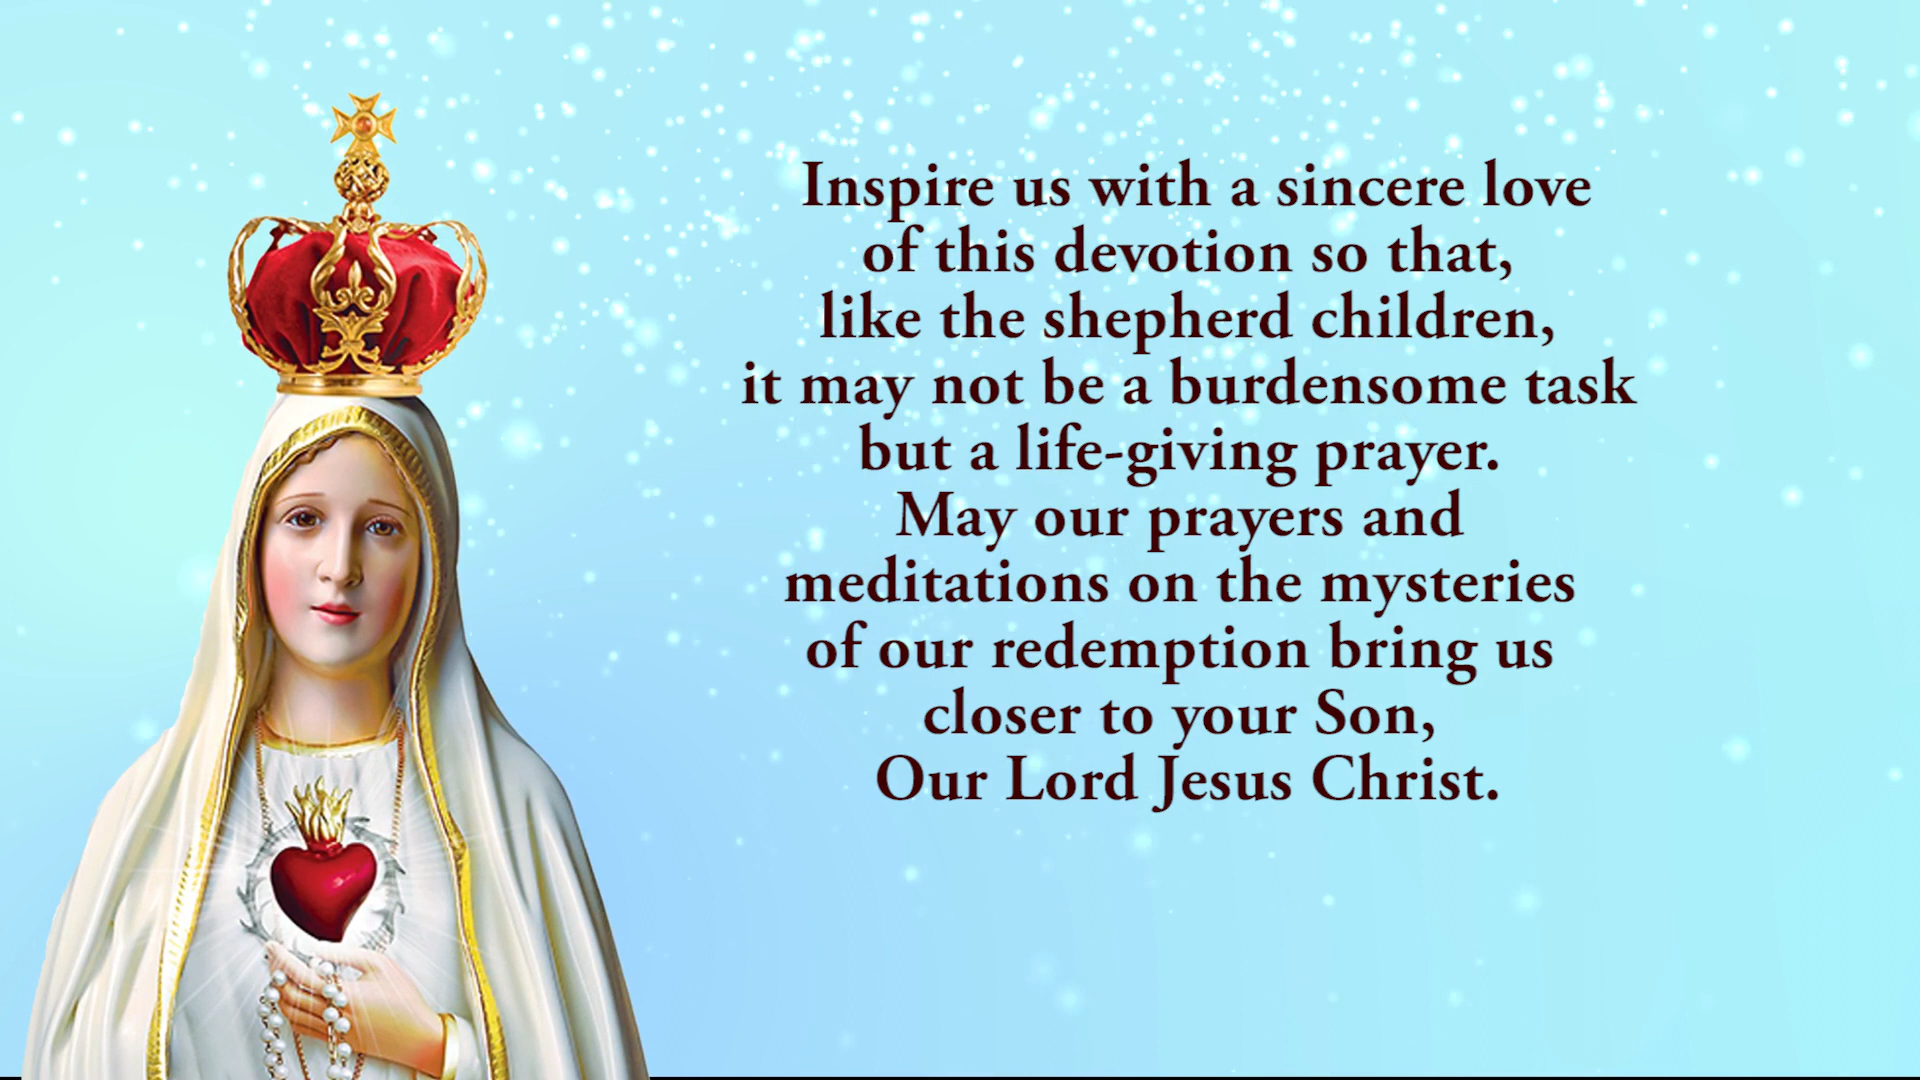 Inspire us with a sincere love
of this devotion so that,
like the shepherd children,
it may not be a burdensome task
but a life-giving prayer.
May our prayers and
meditations on the mysteries
of our redemption bring us
closer to your Son,
Our Lord Jesus Christ.